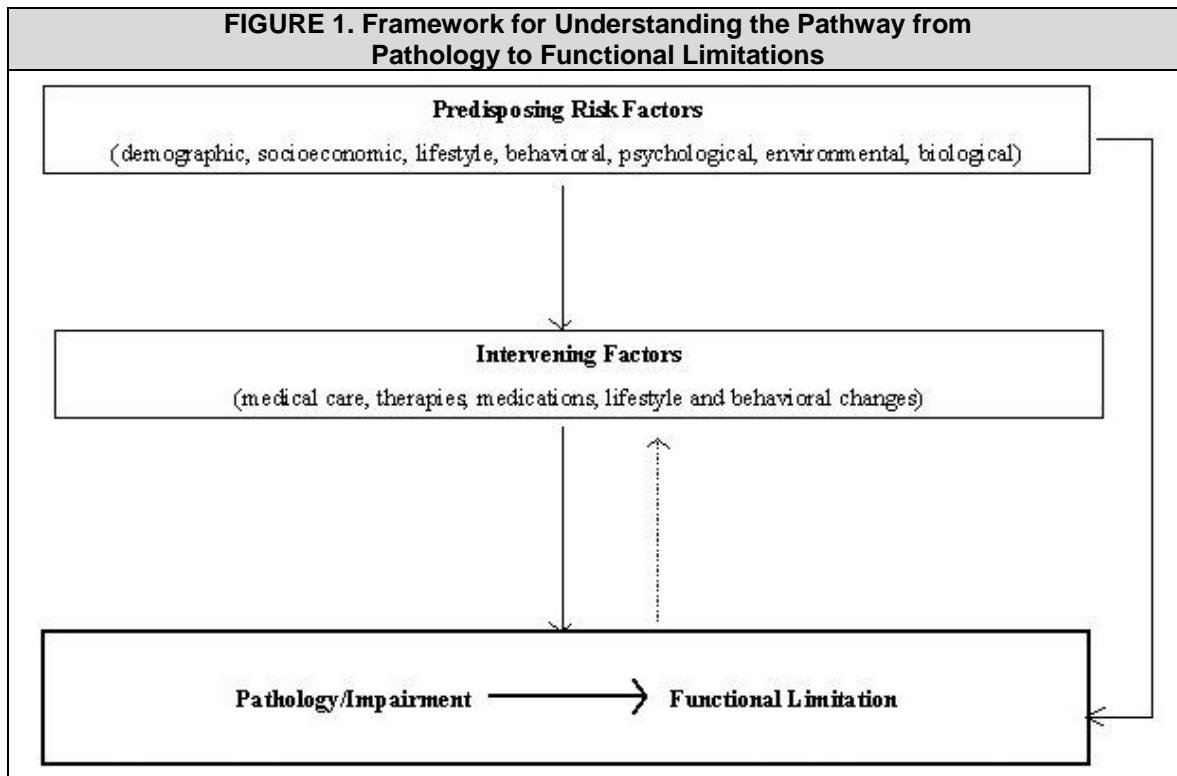 FIGURE 1. Framework for Understanding the Pathway from
Pathology to Functional Limitations
Predisposing Risk Factors
(demographic, socioeconomic, lifestyle, behavioral, psychological, environmental, biological)
Intervening Factors
(medical care, therapies, medications, lifestyle and behavioral changes)
Pathology/Impairment Functional Limitation